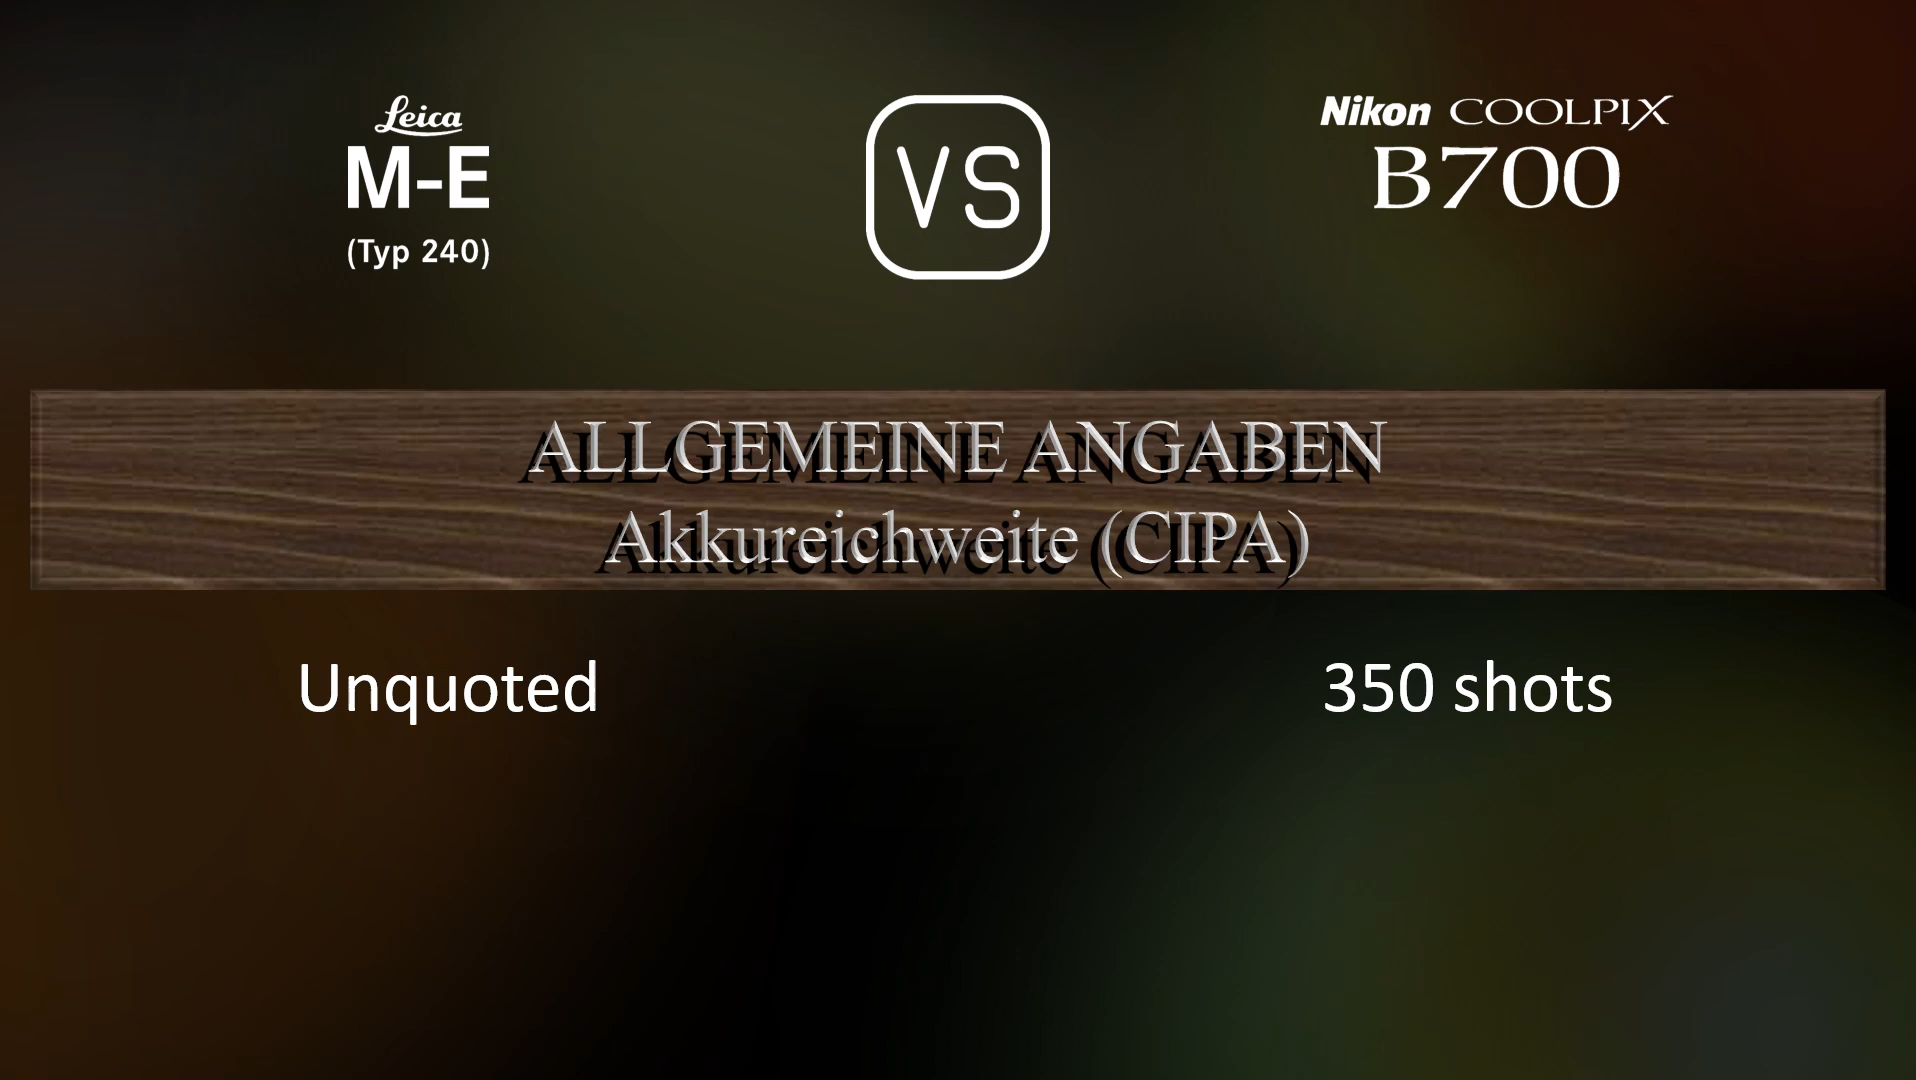 Leica
M-E
(Typ 240)
VS
Nikon COOLPIX
B700
ALLGEMEINE ANGABEN
Akkureichweite (CIPA)
Unquoted
350 shots